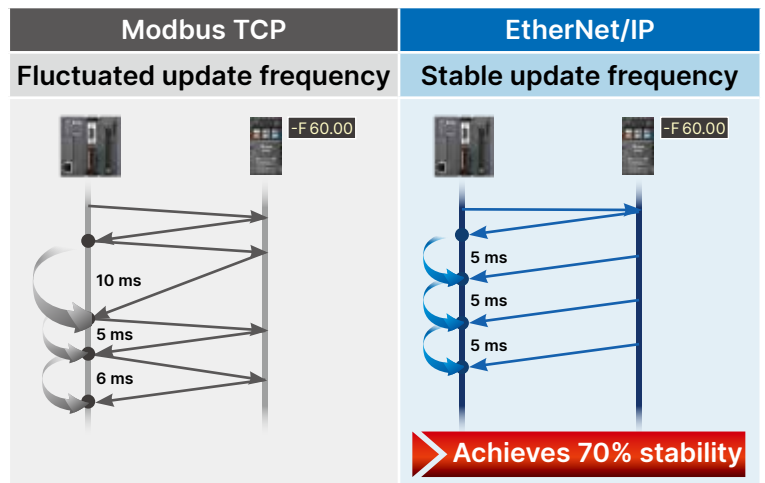 Modbus TCP
Fluctuated update frequency
-F 60.00
10 ms
5 ms
6 ms
EtherNet/IP
Stable update frequency
-F 60.00
5 ms
5 ms
5 ms
Achieves 70% stability